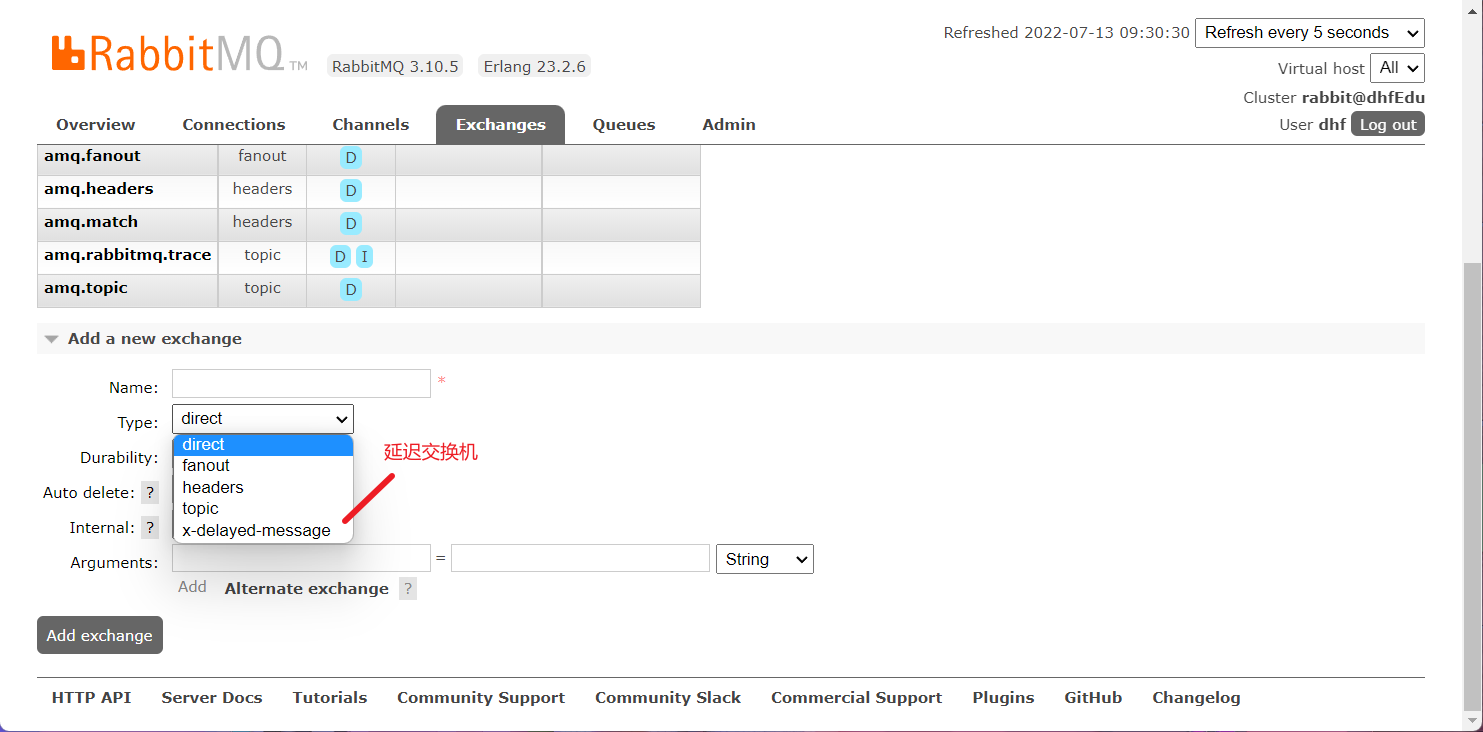 Refreshed 2022-07-13 09:30:30 Refresh every 5 seconds
RabbitMQ TM RabbitMQ 3.10.5 Erlang 23.2.6
Virtual host All
Cluster rabbit@dhfEdu
User dhf Log out
Overview Connections Channels Exchanges Queues Admin
amq.fanout fanout D
amq.headers headers D
amq.match headers D
amq.rabbitmq.trace topic D I
amq.topic topic D
Add a new exchange
Name: *
Type: direct
direct
延迟交换机
Durability:
fanout
headers
Auto delete: ?
topic
Internal: ?
x-delayed-message
Arguments: = String
Add Alternate exchange ?
Add exchange
HTTP API Server Docs Tutorials Community Support Community Slack Commercial Support Plugins GitHub Changelog